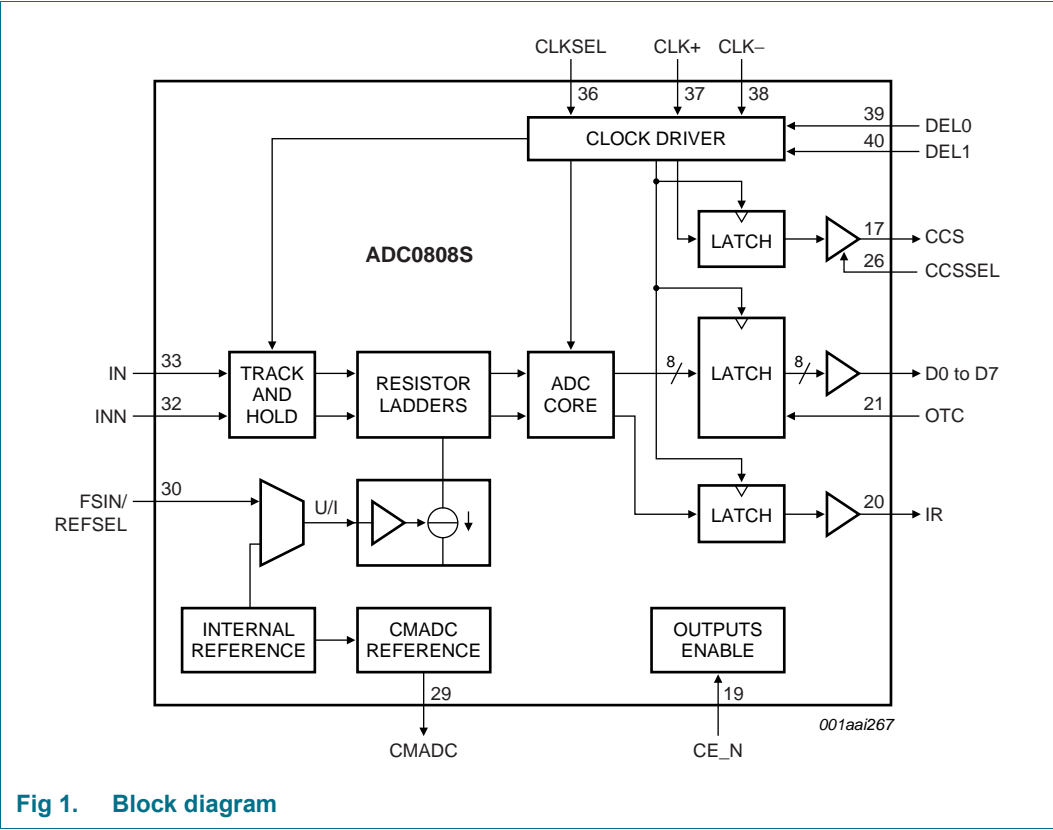 CLKSEL CLK+ CLK–
36 37 38
39
CLOCK DRIVER
DEL0
40
DEL1
ADC0808S
LATCH
17
CCS
26
CCSSEL
IN
33
INN
32
TRACK
AND
HOLD
RESISTOR
LADDERS
ADC
CORE
8
LATCH
8
D0 to D7
21
OTC
FSIN/
REFSEL
30
U/I
LATCH
20
IR
INTERNAL
REFERENCE
CMADC
REFERENCE
OUTPUTS
ENABLE
29
19
CMADC
CE_N
001aai267
Fig 1. Block diagram